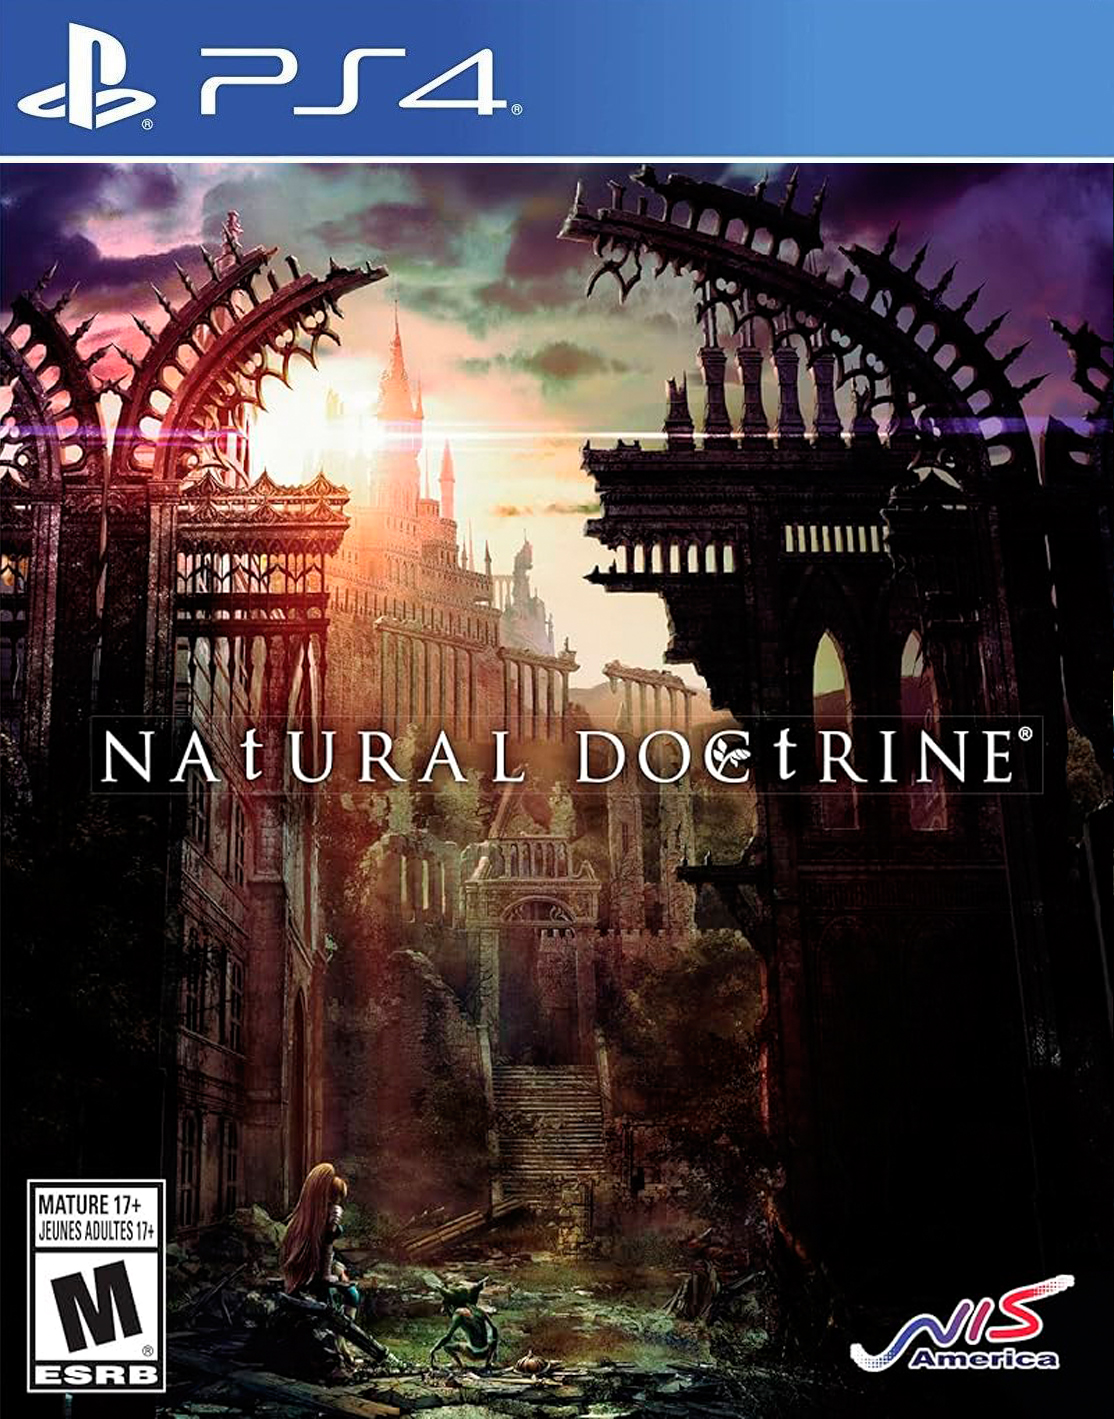 PS4®
NAtURAL DOCtRINE®
MATURE 17+
JEUNES ADULTES 17+
M
®
ESRB
NIS
America